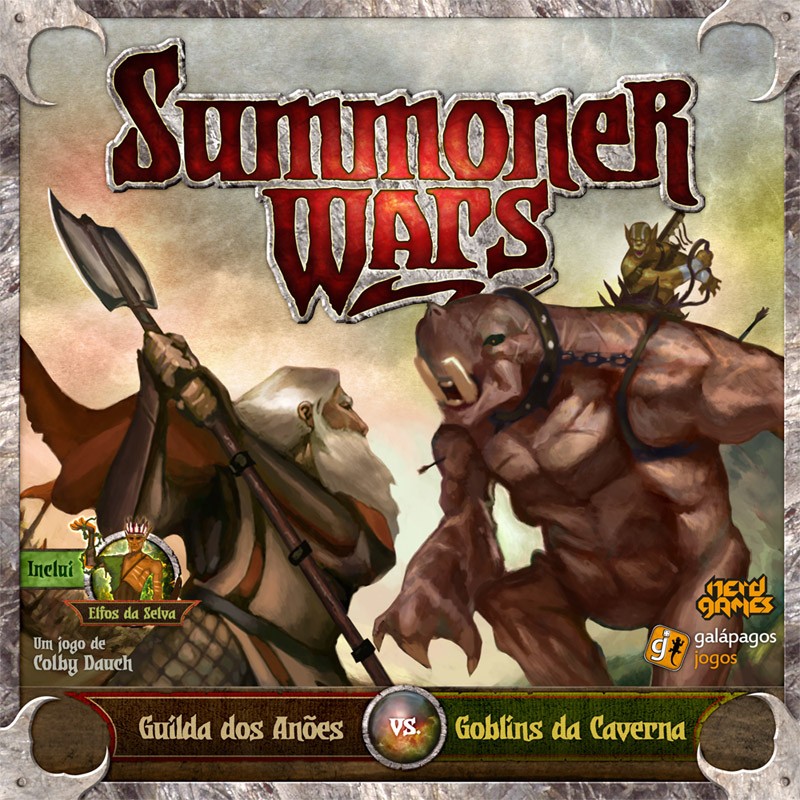 Summoner
Wars
Inclui
Elfos da Selva
Um jogo de
Colby Dauch
nerd
games
gj
galápagos
jogos
Guilda dos Anões vs. Goblins da Caverna